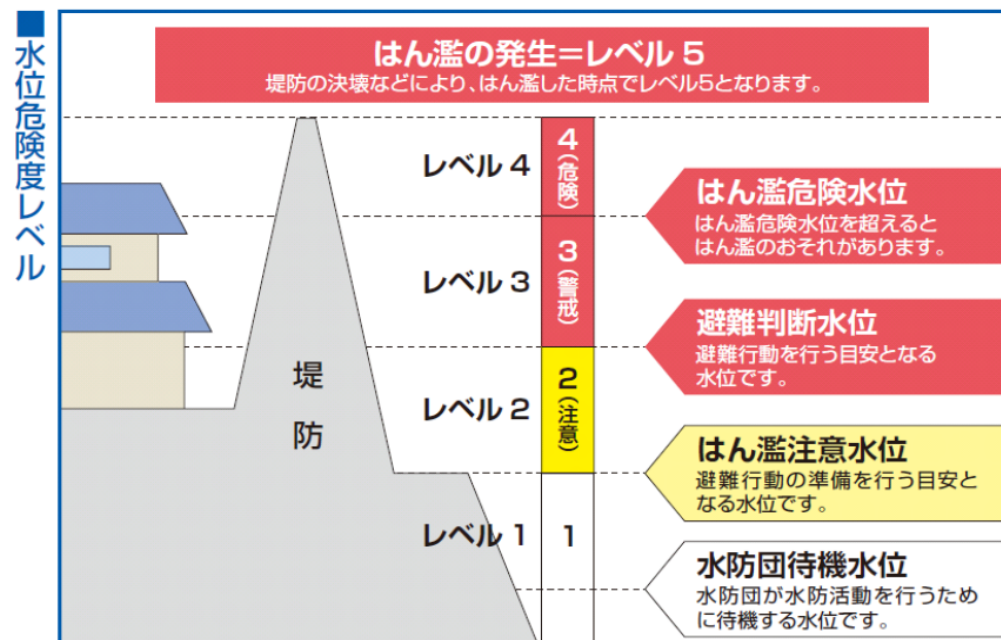 ■水位危険度レベル
はん濫の発生=レベル 5
堤防の決壊などにより、はん濫した時点でレベル5となります。
レベル 4
4(危険)
はん濫危険水位
はん濫危険水位を超えると
はん濫のおそれがあります。
レベル 3
3(警戒)
避難判断水位
避難行動を行う目安となる
水位です。
堤防
レベル 2
2(注意)
はん濫注意水位
避難行動の準備を行う目安と
なる水位です。
レベル 1
1
水防団待機水位
水防団が水防活動を行うため
に待機する水位です。